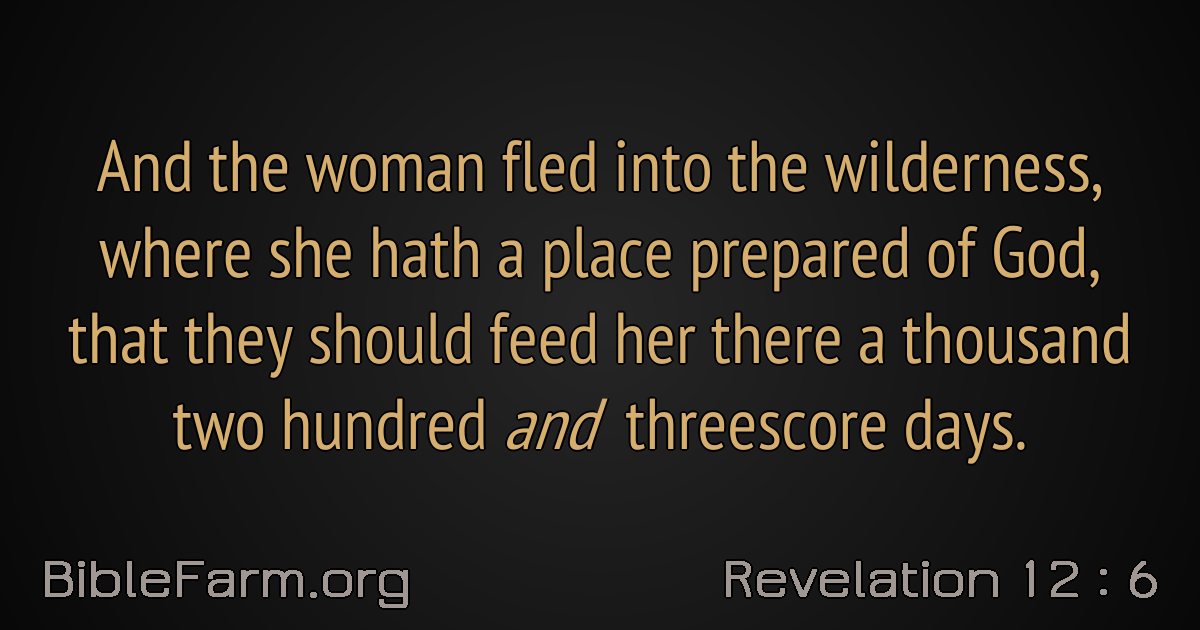 And the woman fled into the wilderness,
where she hath a place prepared of God,
that they should feed her there a thousand
two hundred and threescore days.
BibleFarm.org
Revelation 12 : 6